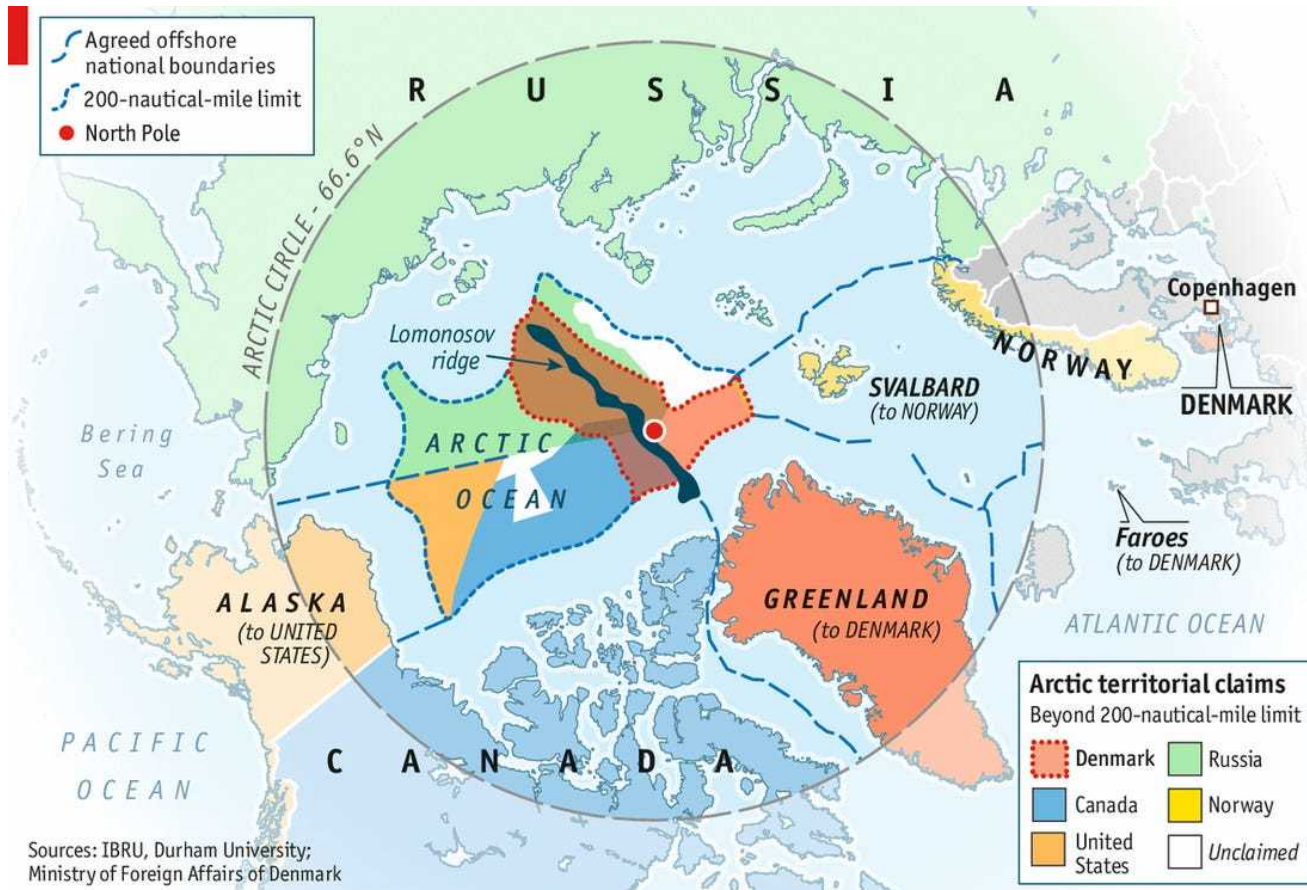 Agreed offshore
national boundaries
200-nautical-mile limit
North Pole
RUSSIA
ARCTIC CIRCLE - 66.6°N
Lomonosov
ridge
Copenhagen
NORWAY
SVALBARD
(to NORWAY)
DENMARK
Bering
Sea
ARCTIC
OCEAN
Faroes
(to DENMARK)
ALASKA
(to UNITED
STATES)
GREENLAND
(to DENMARK)
ATLANTIC OCEAN
PACIFIC
OCEAN
CANADA
Arctic territorial claims
Beyond 200-nautical-mile limit
Denmark
Russia
Canada
Norway
United
States
Unclaimed
Sources: IBRU, Durham University;
Ministry of Foreign Affairs of Denmark